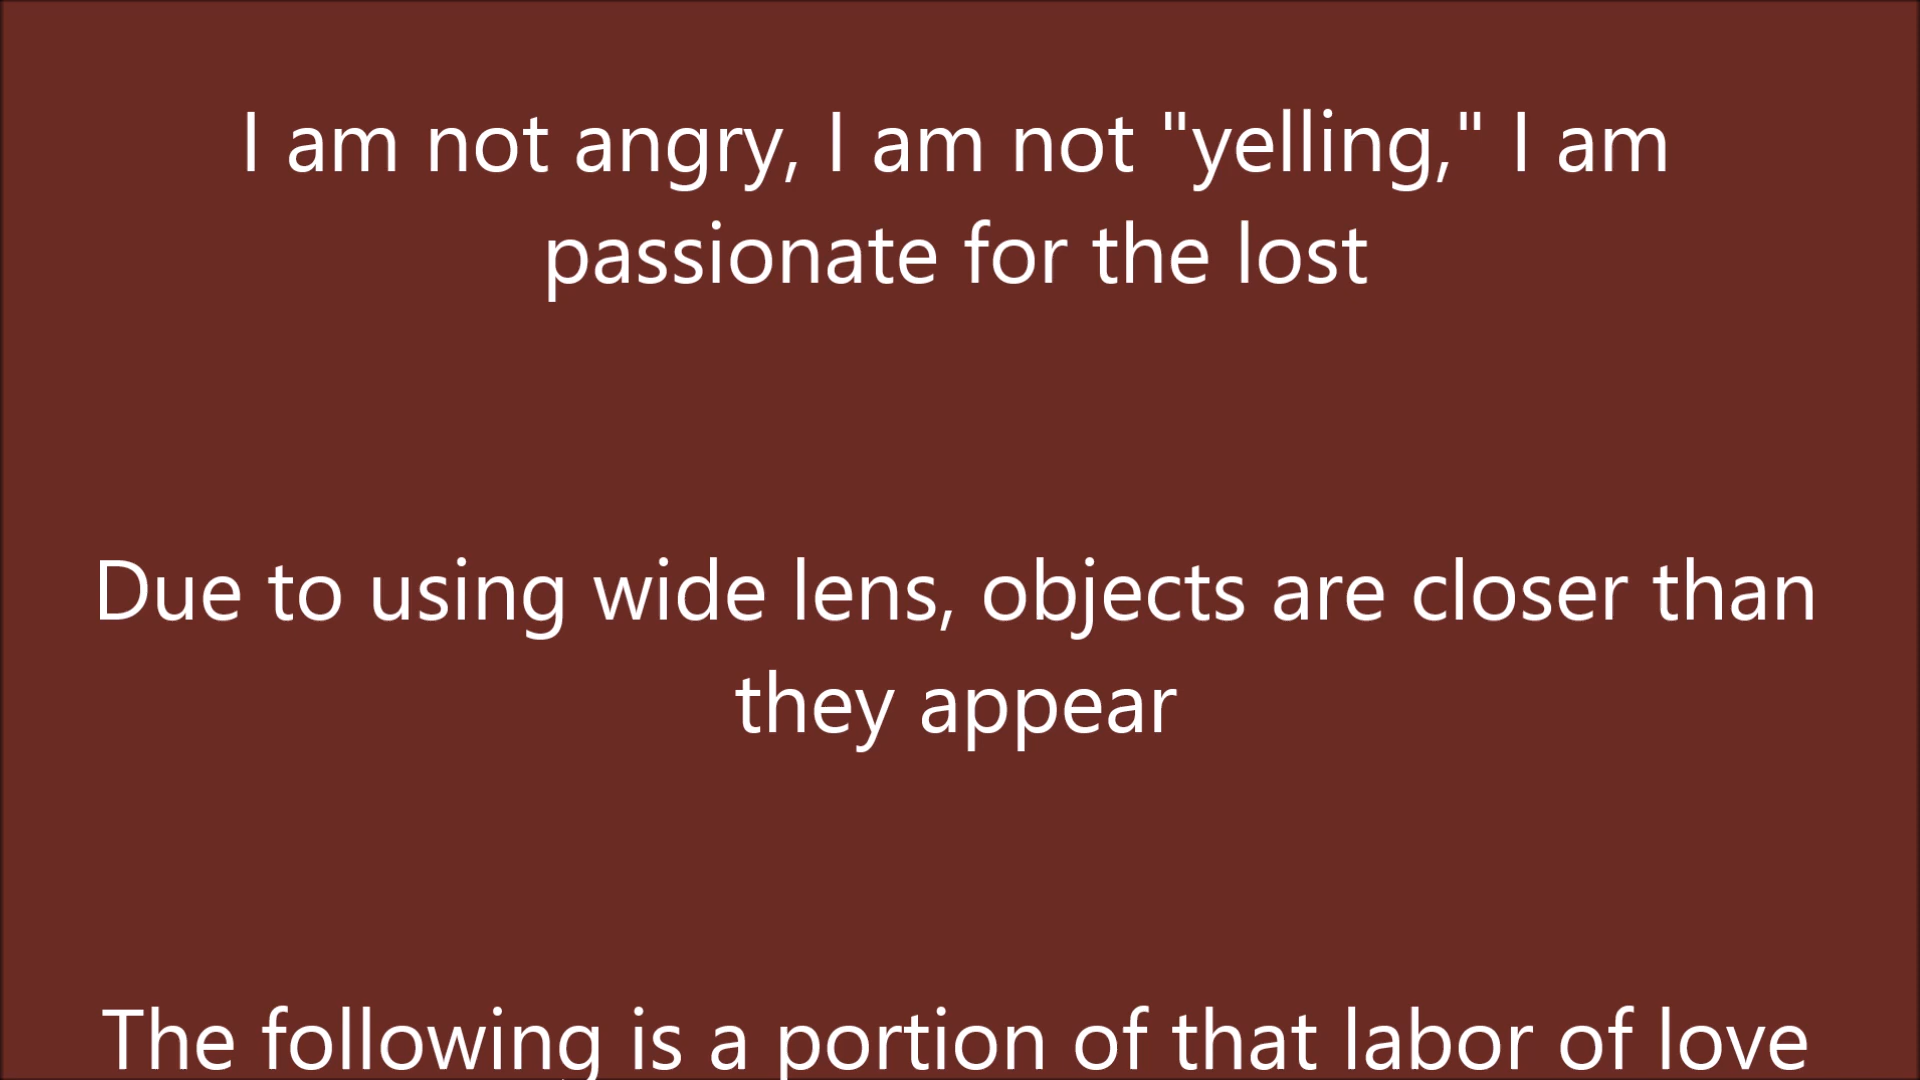 I am not angry, I am not "yelling," I am
passionate for the lost
Due to using wide lens, objects are closer than
they appear
The following is a portion of that labor of love